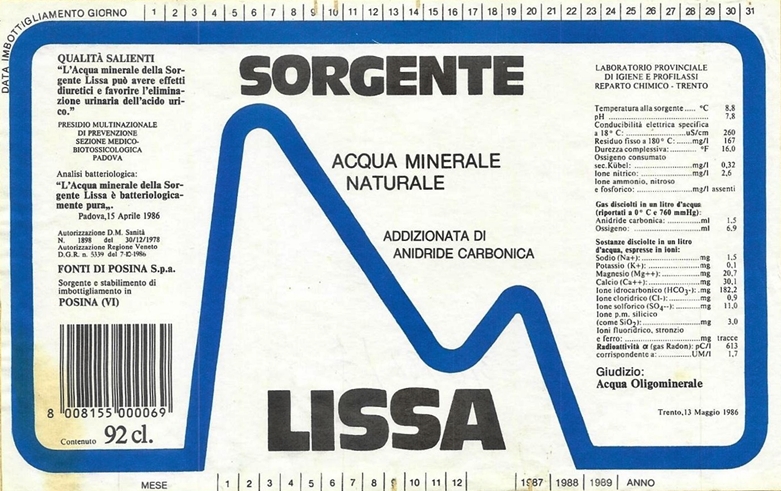 DATA IMBOTTIGLIAMENTO GIORNO 1 2 3 4 5 6 7 8 9 10 11 12 13 14 15 16 17 18 19 20 21 22 23 24 25 26 27 28 29 30 31
QUALITÀ SALIENTI
“L’Acqua minerale della Sor-
gente Lissa può avere effetti
diuretici e favorire l’elimina-
zione urinaria dell’acido uri-
co.”
PRESIDIO MULTINAZIONALE
DI PREVENZIONE
SEZIONE MEDICO-
BIOTOSSICOLOGICA
PADOVA
Analisi batteriologica:
“L’Acqua minerale della Sor-
gente Lissa è batteriologica-
mente pura„.
Padova,15 Aprile 1986
Autorizzazione D.M. Sanità
N. 1898 del 30/12/1978
Autorizzazione Regione Veneto
D.G.R. n. 5339 del 7-10-1986
FONTI DI POSINA S.p.a.
Sorgente e stabilimento di
imbottigliamento in
POSINA (VI)
8 008155 000069
Contenuto 92 cl.
SORGENTE
ACQUA MINERALE
NATURALE
ADDIZIONATA DI
ANIDRIDE CARBONICA
LISSA
LABORATORIO PROVINCIALE
DI IGIENE E PROFILASSI
REPARTO CHIMICO - TRENTO
Temperatura alla sorgente ..... °C 8,8
pH ..... 7,8
Conducibilità elettrica specifica
a 18° C: ..... uS/cm 260
Residuo fisso a 180° C: ..... mg/l 167
Durezza complessiva: ..... °F 16,0
Ossigeno consumato
sec.Kübel: ..... mg/l 0,32
Ione nitrico: ..... mg/l 2,6
Ione ammonio, nitroso
e fosforico: ..... mg/l assenti
Gas disciolti in un litro d’acqua
(riportati a 0° C e 760 mmHg):
Anidride carbonica: ..... ml 1,5
Ossigeno: ..... ml 6,9
Sostanze disciolte in un litro
d’acqua, espresse in ioni:
Sodio (Na+): ..... mg 1,5
Potassio (K+): ..... mg 0,1
Magnesio (Mg++): ..... mg 20,7
Calcio (Ca++): ..... mg 30,1
Ione idrocarbonico (HCO3-): ..mg 182,2
Ione cloridrico (Cl-): ..... mg 0,9
Ione solforico (SO4--): ..... mg 11,0
Ione p.m. silicico
(come SiO2): ..... mg 3,0
Ioni fluoridrico, stronzio
e ferro: ..... mg tracce
Radioattività α (gas Radon): pC/l 613
corrispondente a: ..... UM/l 1,7
Giudizio:
Acqua Oligominerale
Trento,13 Maggio 1986
MESE 1 2 3 4 5 6 7 8 9 10 11 12 1987 1988 1989 ANNO